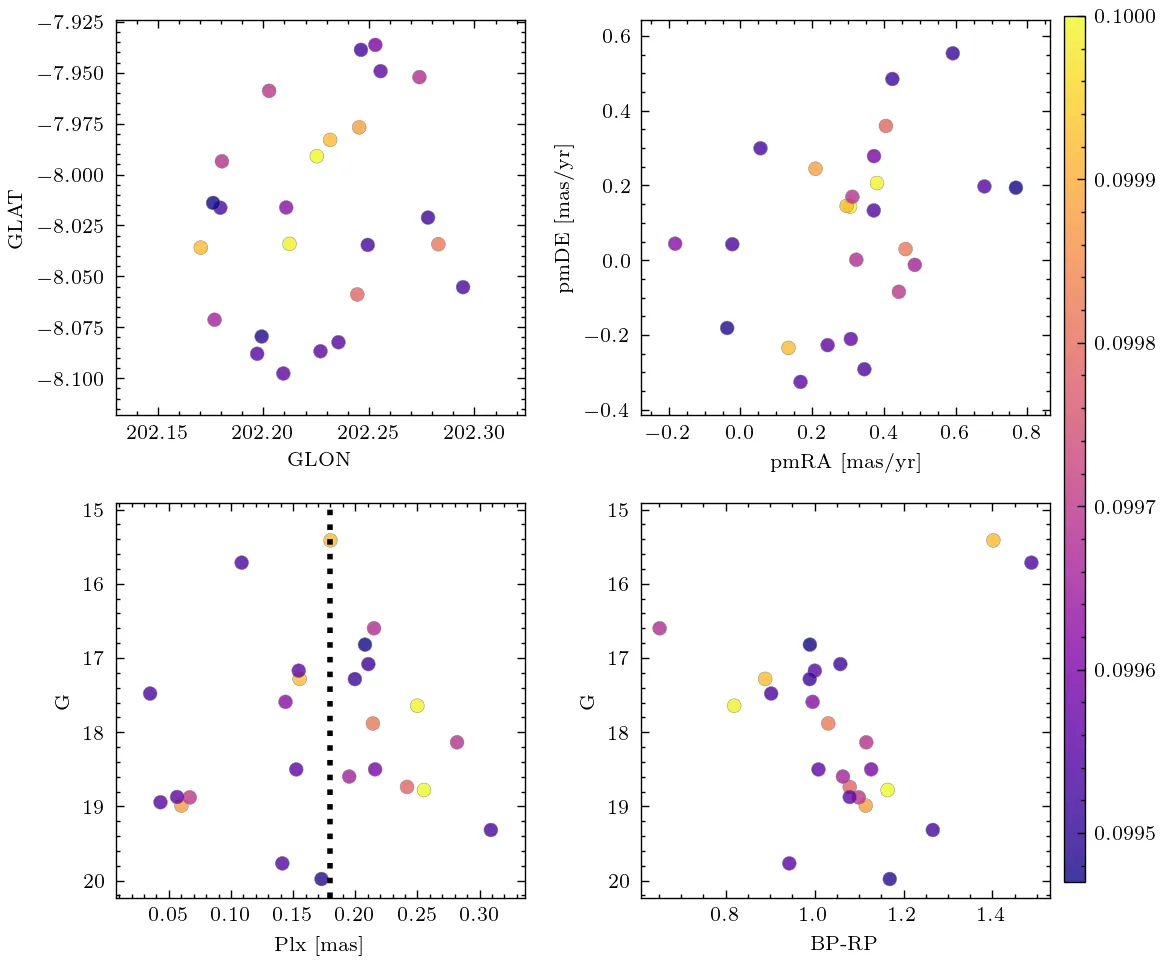 −7.925
−7.950
−7.975
−8.000
−8.025
−8.050
−8.075
−8.100
GLAT
202.15 202.20 202.25 202.30
GLON
0.6
0.4
0.2
0.0
−0.2
−0.4
pmDE [mas/yr]
−0.2 0.0 0.2 0.4 0.6 0.8
pmRA [mas/yr]
15
16
17
18
19
20
G
0.05 0.10 0.15 0.20 0.25 0.30
Plx [mas]
15
16
17
18
19
20
G
0.8 1.0 1.2 1.4
BP-RP
0.1000
0.0999
0.0998
0.0997
0.0996
0.0995